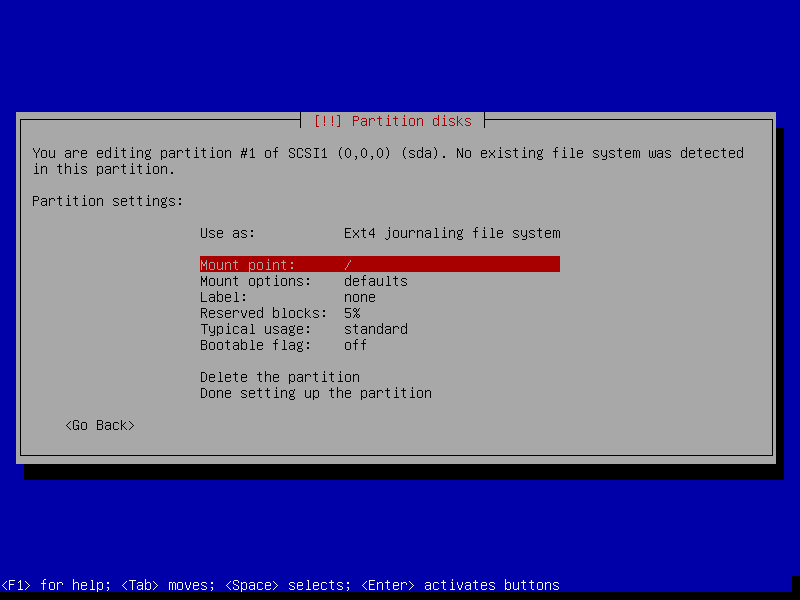 [!!] Partition disks
You are editing partition #1 of SCSI1 (0,0,0) (sda). No existing file system was detected
in this partition.
Partition settings:
Use as: Ext4 journaling file system
Mount point: /
Mount options: defaults
Label: none
Reserved blocks: 5%
Typical usage: standard
Bootable flag: off
Delete the partition
Done setting up the partition
<Go Back>
<F1> for help; <Tab> moves; <Space> selects; <Enter> activates buttons